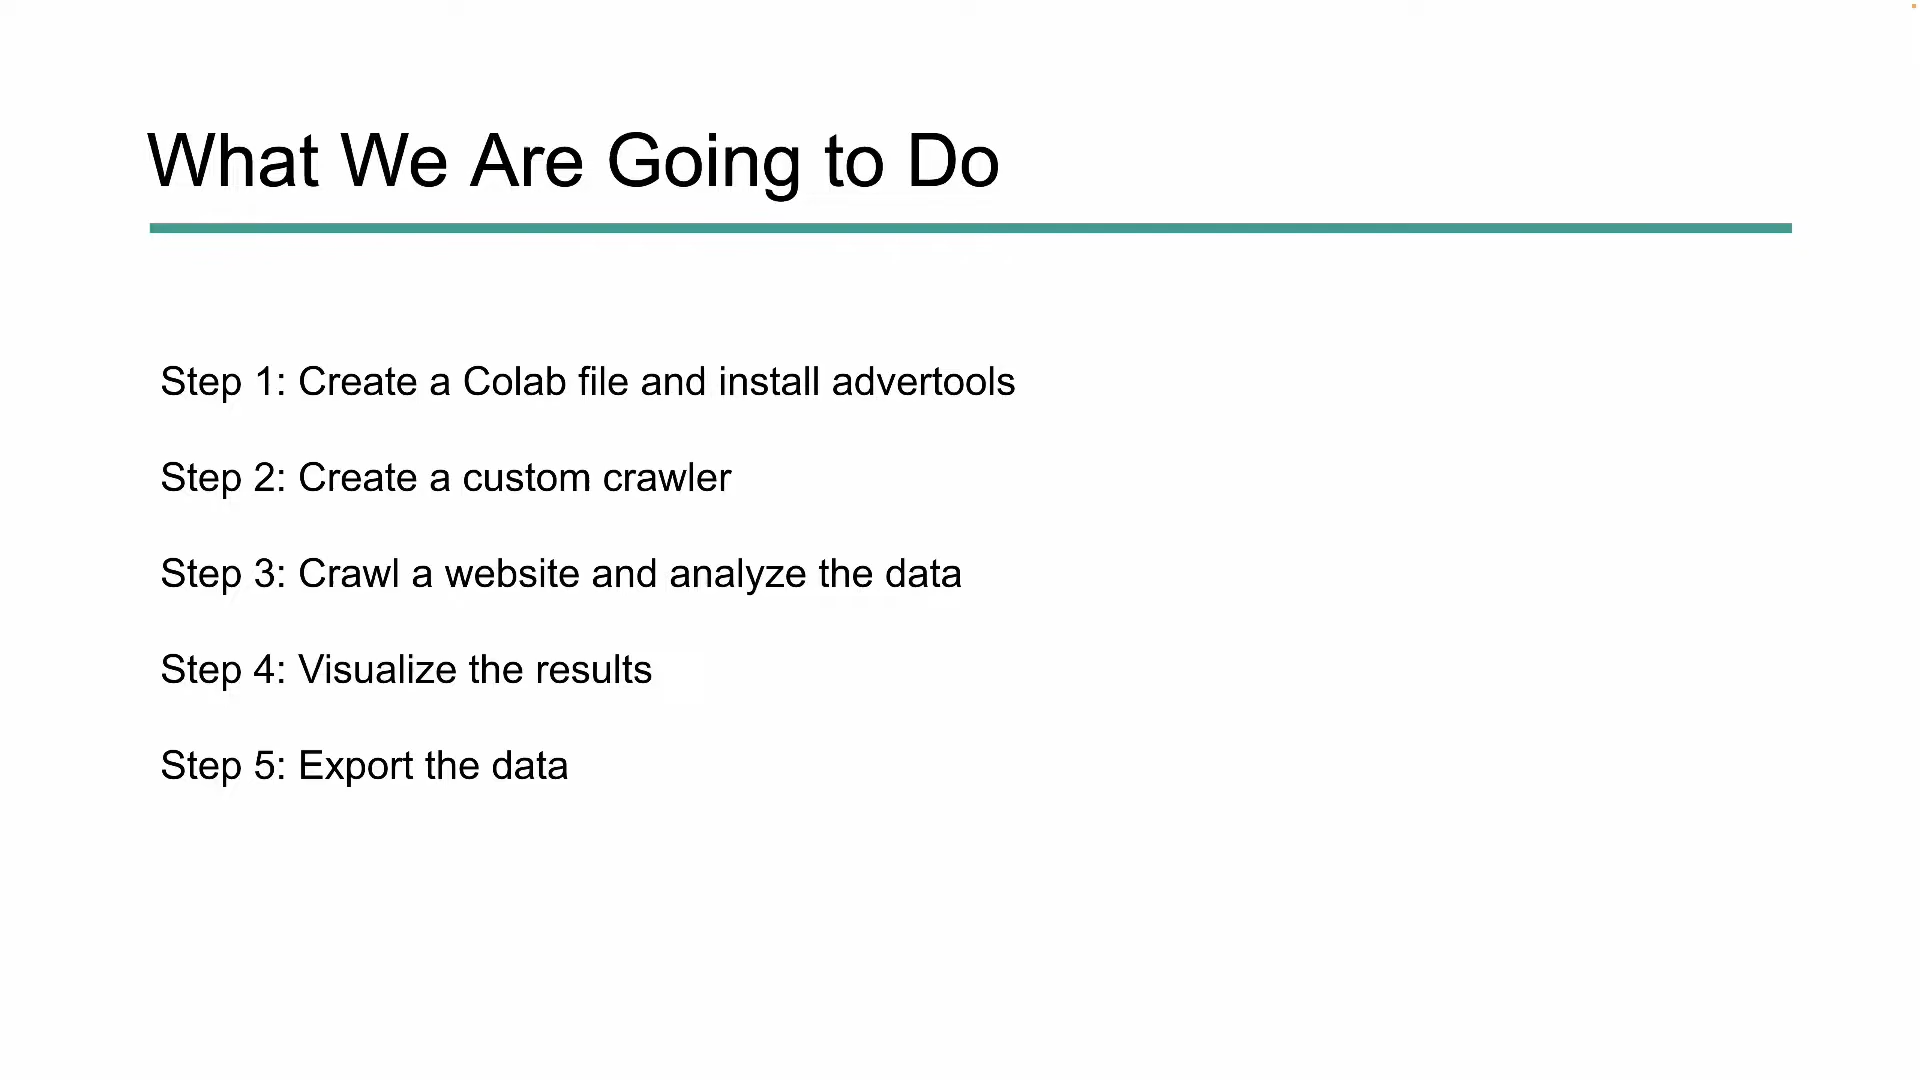 What We Are Going to Do
Step 1: Create a Colab file and install advertools
Step 2: Create a custom crawler
Step 3: Crawl a website and analyze the data
Step 4: Visualize the results
Step 5: Export the data